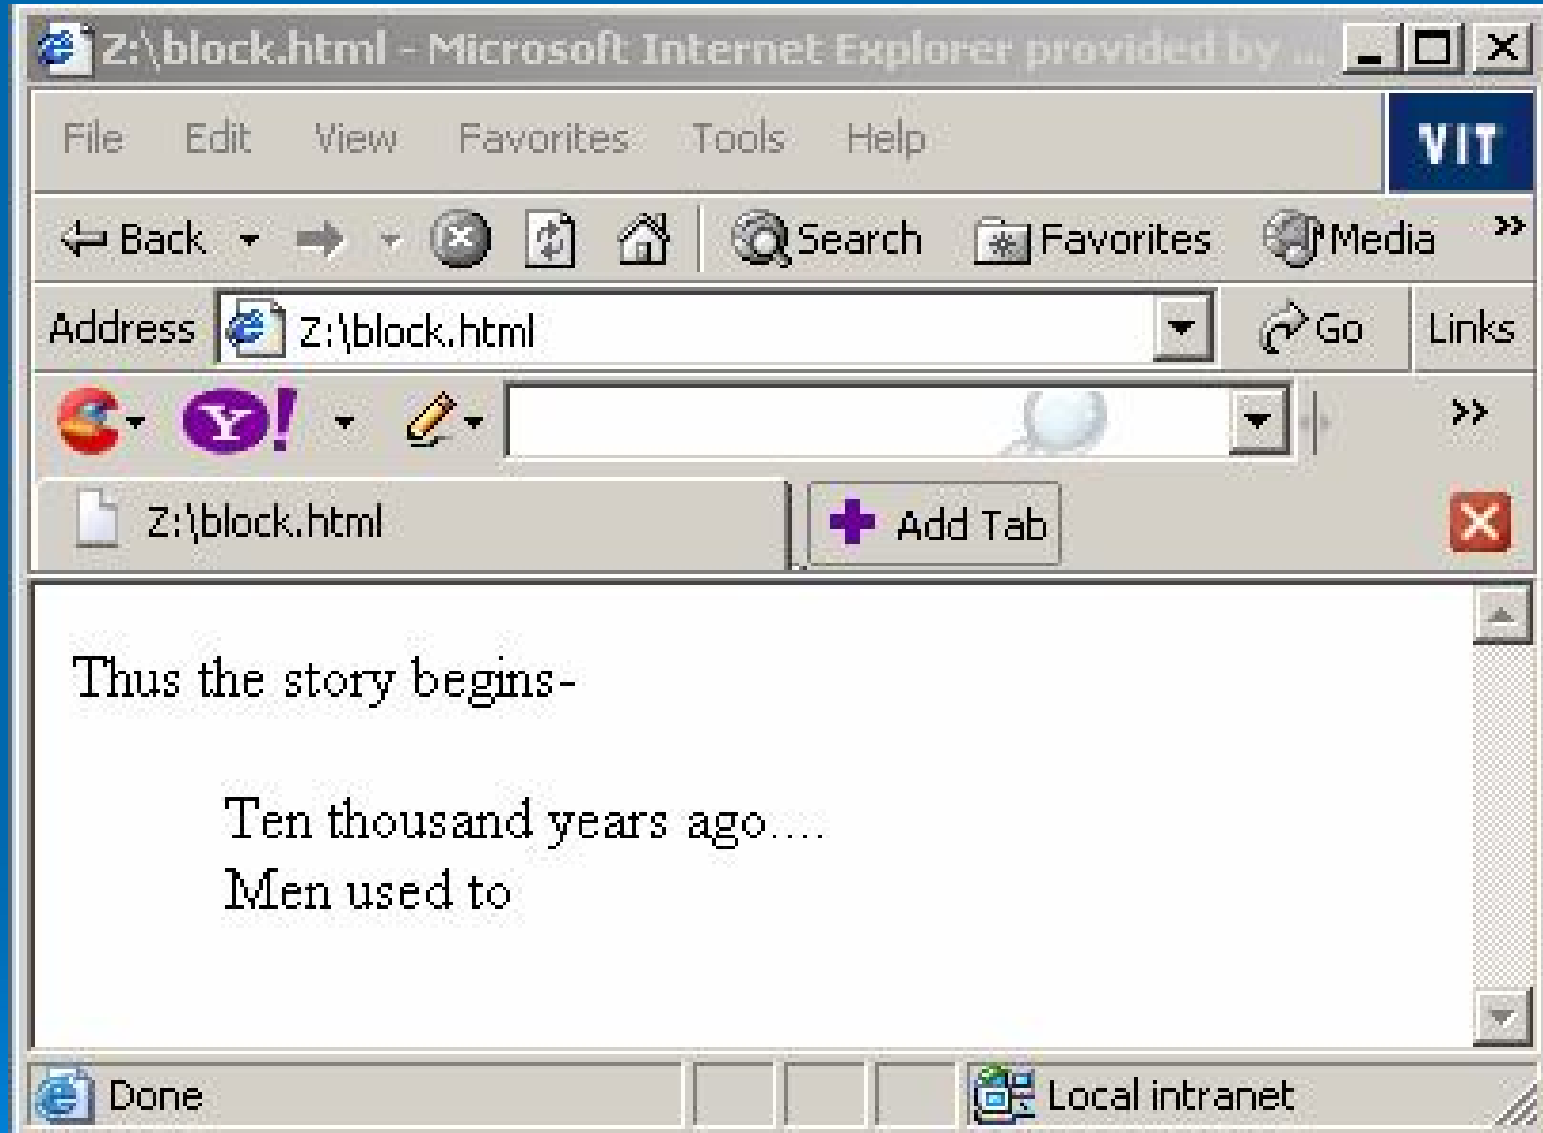 Z:\block.html - Microsoft Internet Explorer provided by ...
File Edit View Favorites Tools Help VIT
Back Search Favorites Media »
Address Z:\block.html Go Links
Y! »
Z:\block.html Add Tab
Thus the story begins-
Ten thousand years ago....
Men used to
Done Local intranet